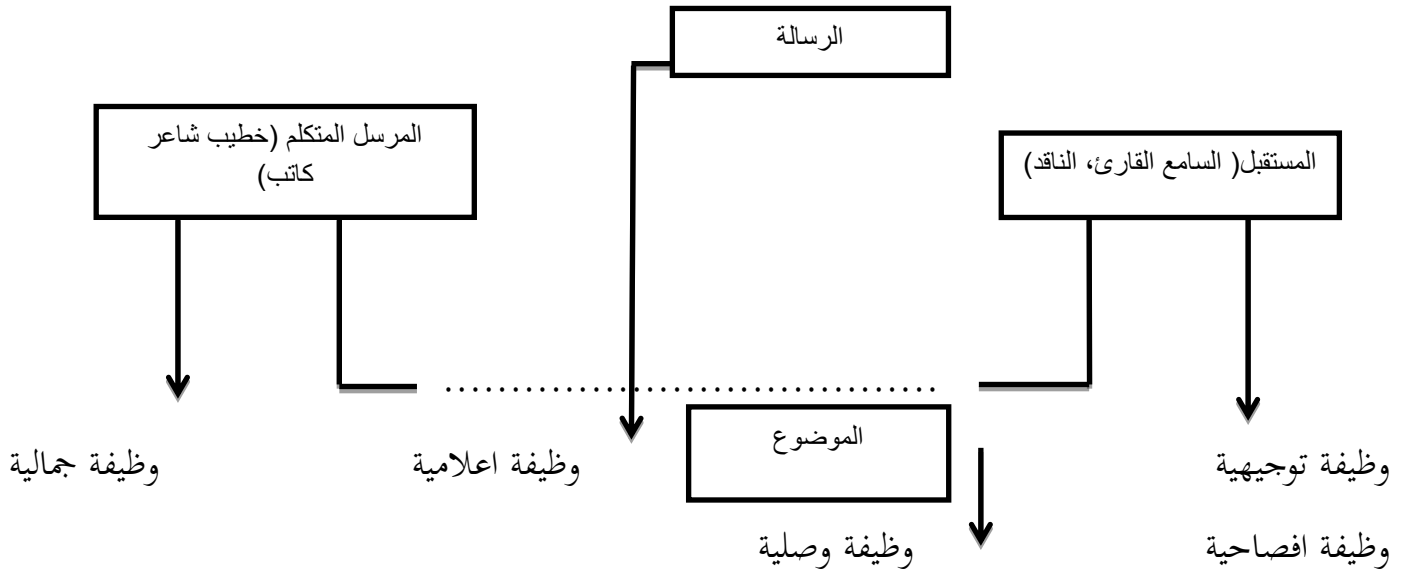 الرسالة
المرسل المتكلم (خطيب شاعر
كاتب)
المستقبل( السامع القارئ، الناقد)
......................................
الموضوع
وظيفة توجيهية
وظيفة اعلامية
وظيفة جمالية
وظيفة افصاحية
وظيفة وصلية